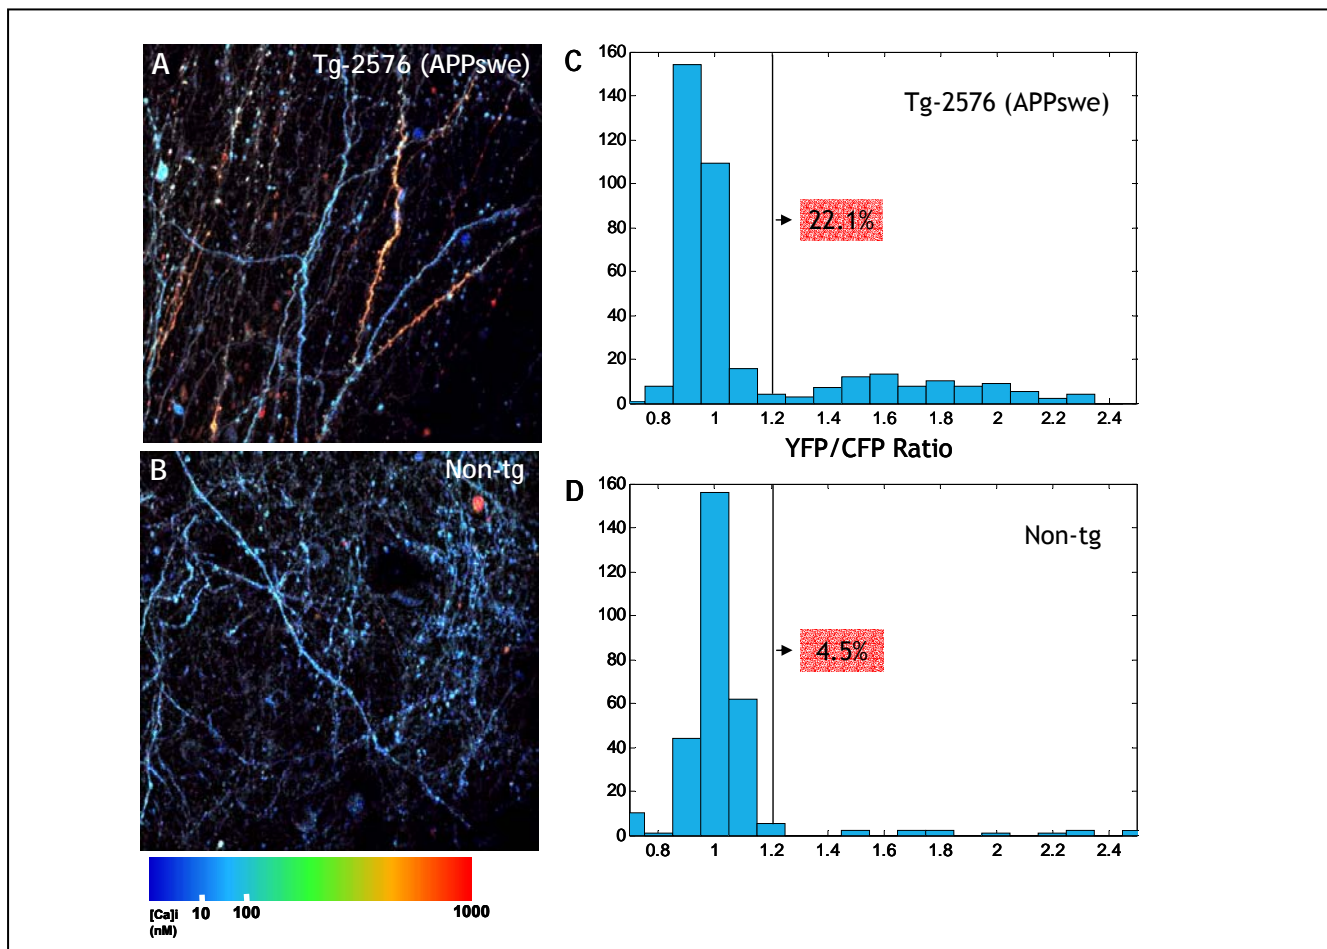 A
Tg-2576 (APPswe)
B
Non-tg
[Ca]i 10 100 1000
(nM)
C
160
140
120
100
80
60
40
20
0
Tg-2576 (APPswe)
22.1%
0.8 1 1.2 1.4 1.6 1.8 2 2.2 2.4
YFP/CFP Ratio
D
160
140
120
100
80
60
40
20
0
Non-tg
4.5%
0.8 1 1.2 1.4 1.6 1.8 2 2.2 2.4